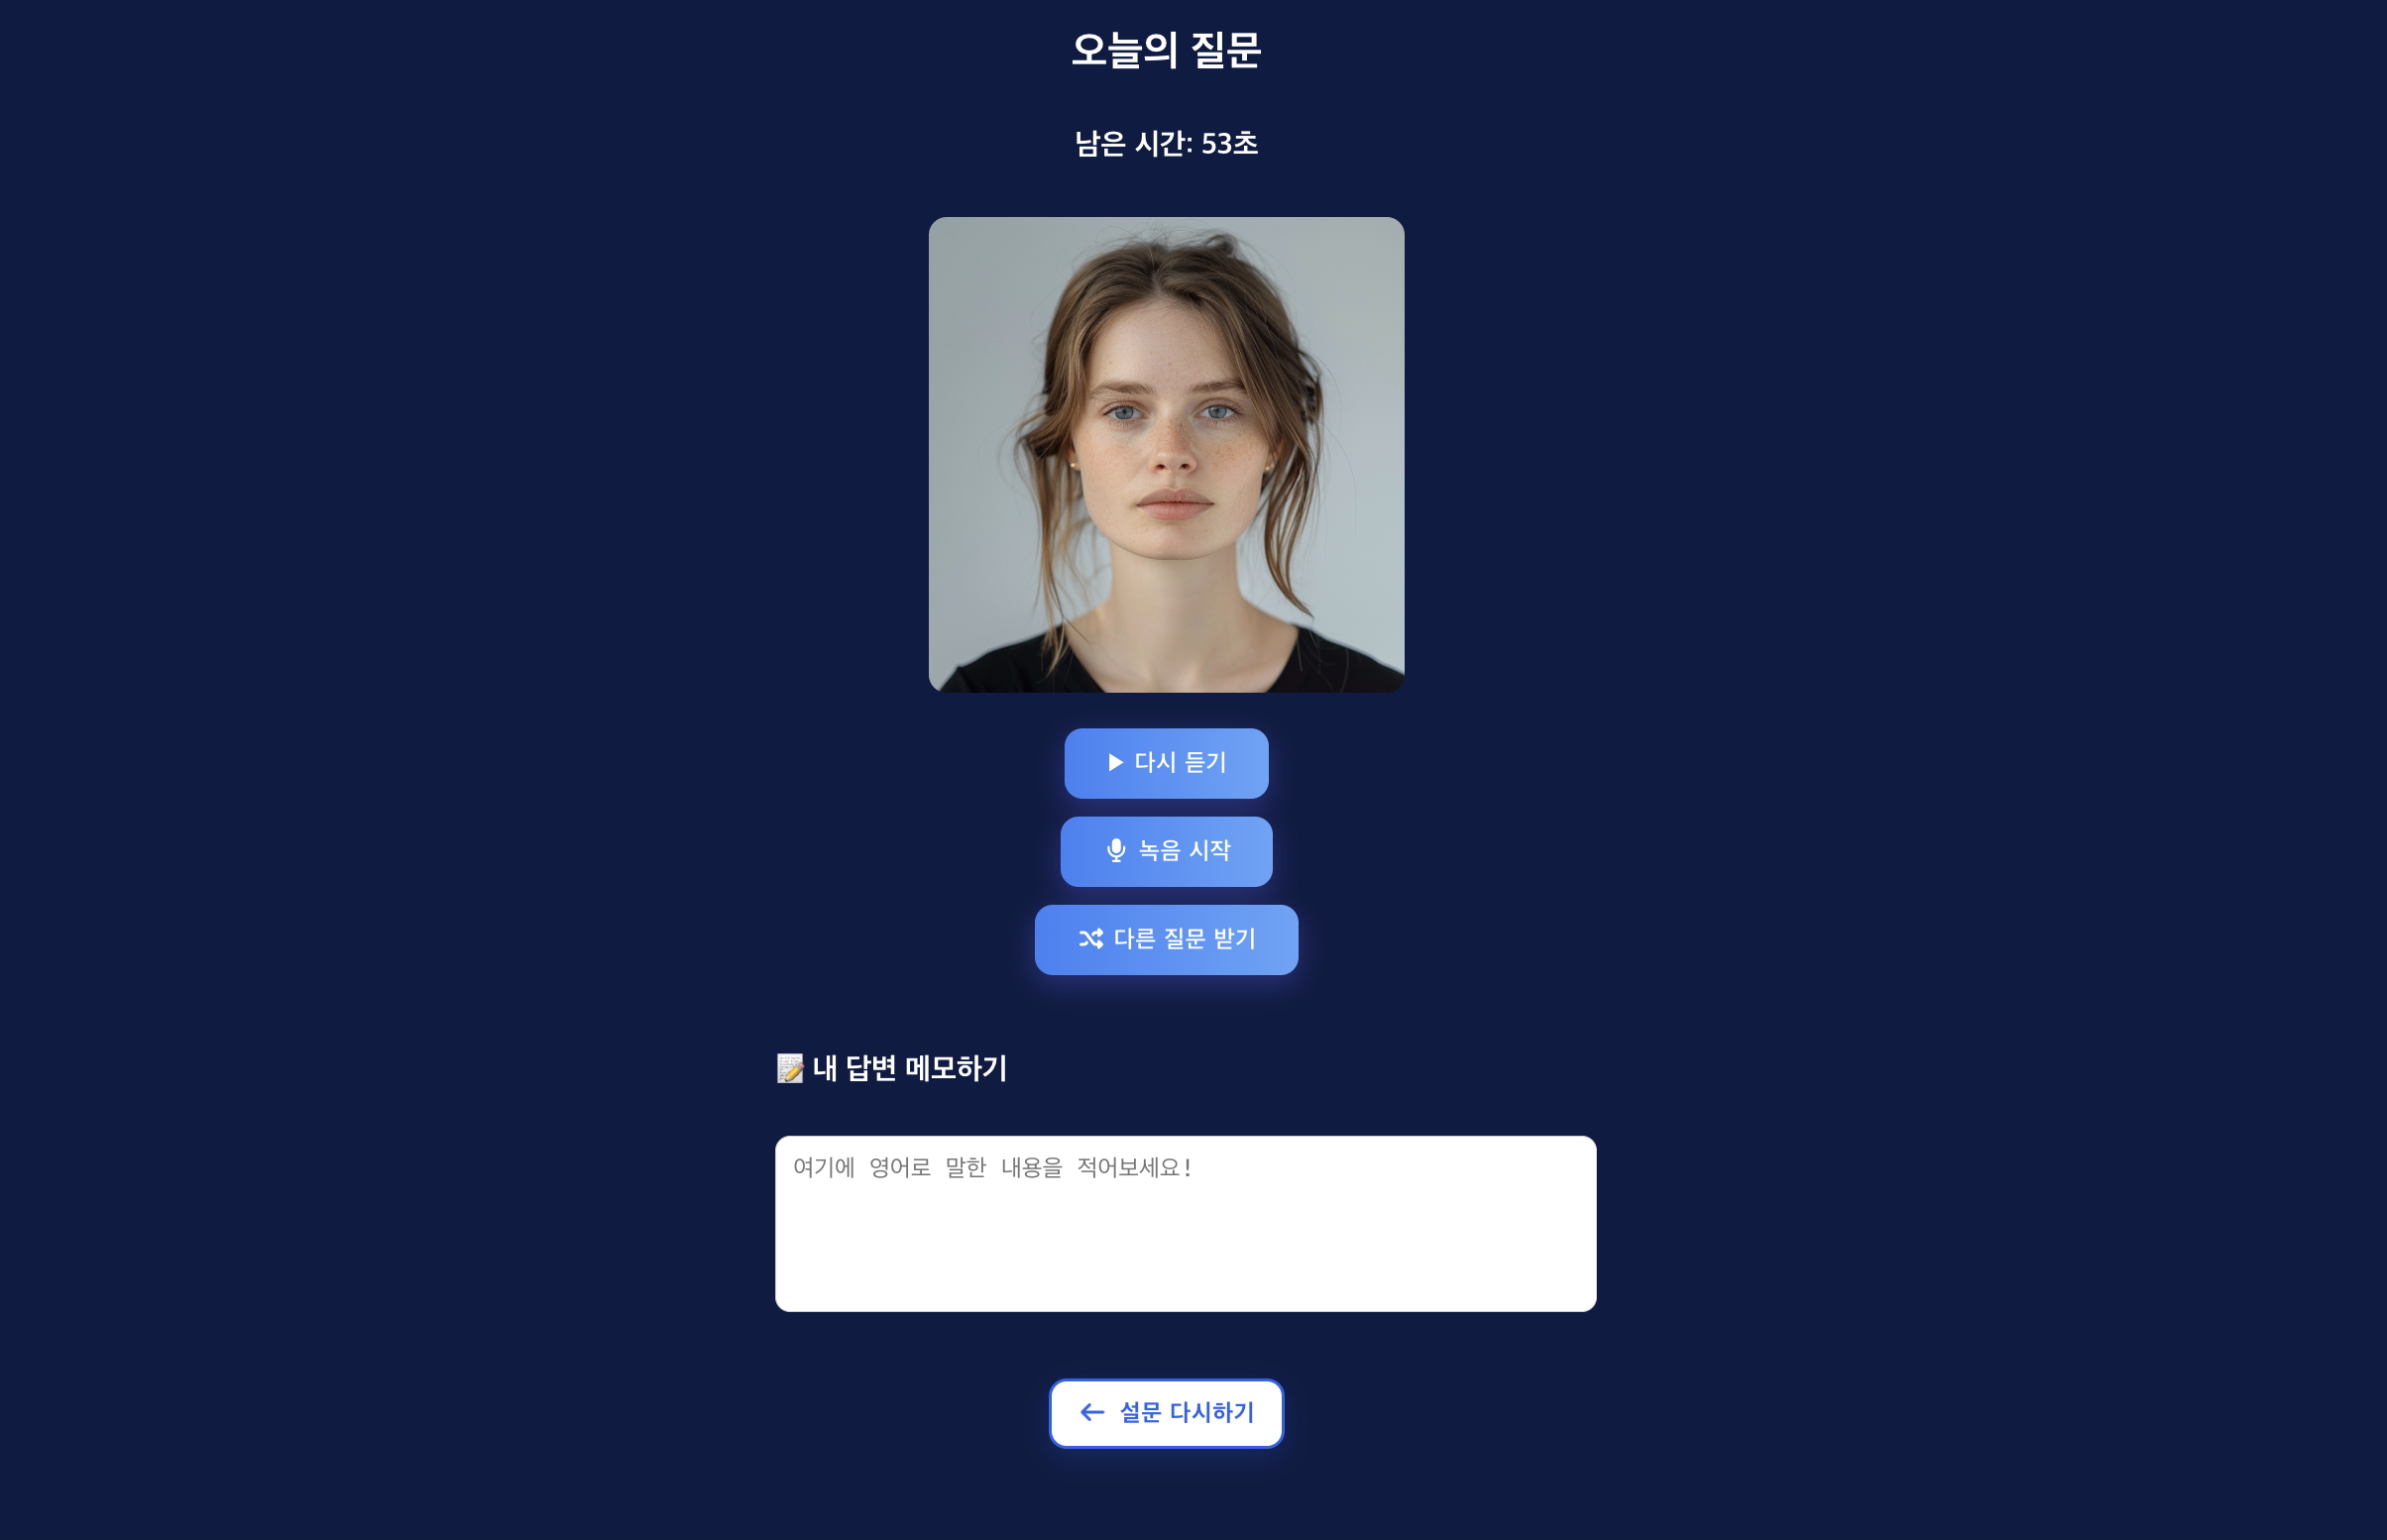 오늘의 질문
남은 시간: 53초
다시 듣기
녹음 시작
다른 질문 받기
내 답변 메모하기
여기에 영어로 말한 내용을 적어보세요!
설문 다시하기